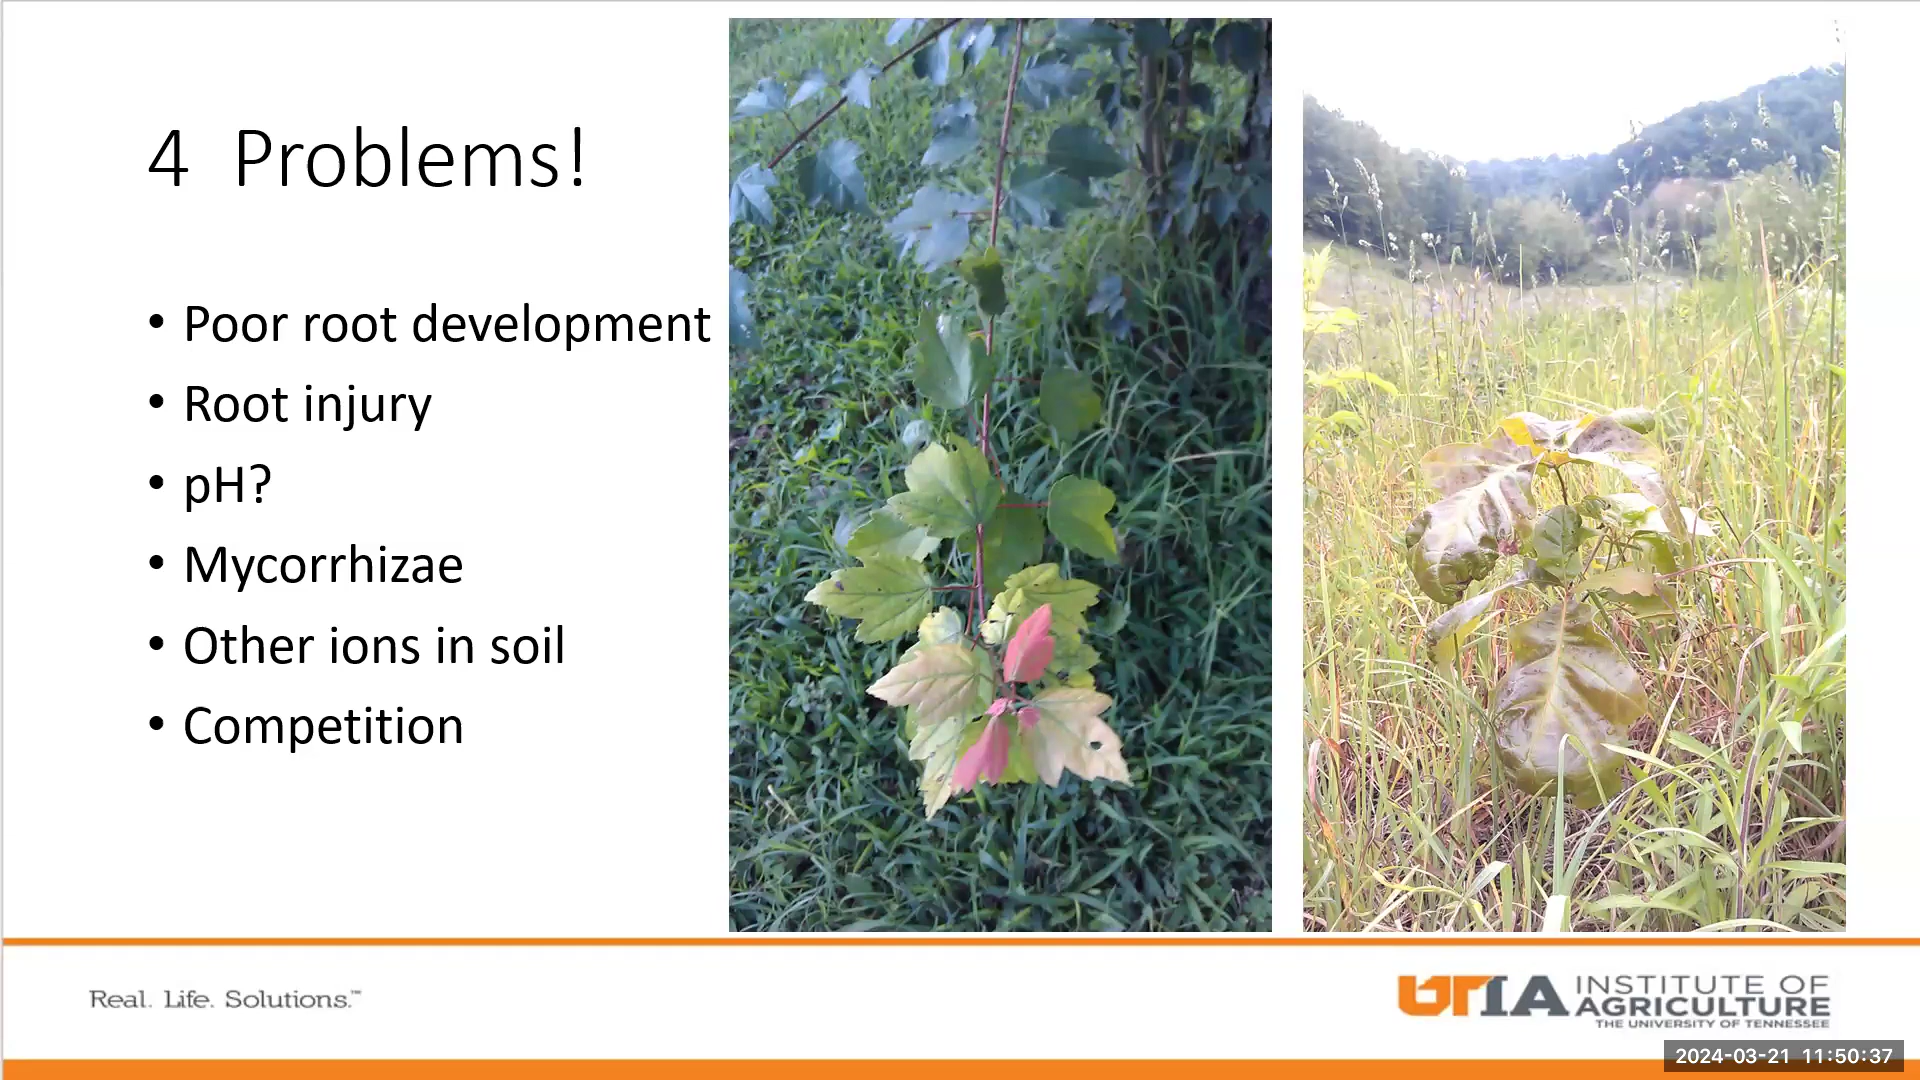 4 Problems!
• Poor root development
• Root injury
• pH?
• Mycorrhizae
• Other ions in soil
• Competition
Real. Life. Solutions.™
UTIA INSTITUTE OF
AGRICULTURE
THE UNIVERSITY OF TENNESSEE
2024-03-21 11:50:37